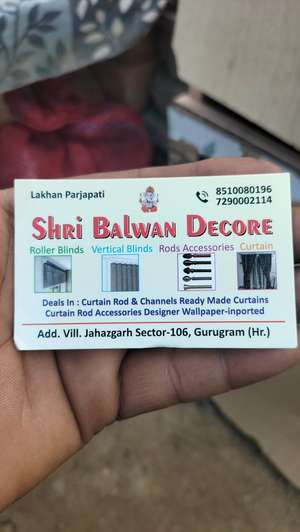 Lakhan Parjapati
8510080196
7290002114
Shri Balwan Decore
Roller Blinds Vertical Blinds Rods Accessories Curtain
Deals In : Curtain Rod & Channels Ready Made Curtains
Curtain Rod Accessories Designer Wallpaper-inported
Add. Vill. Jahazgarh Sector-106, Gurugram (Hr.)